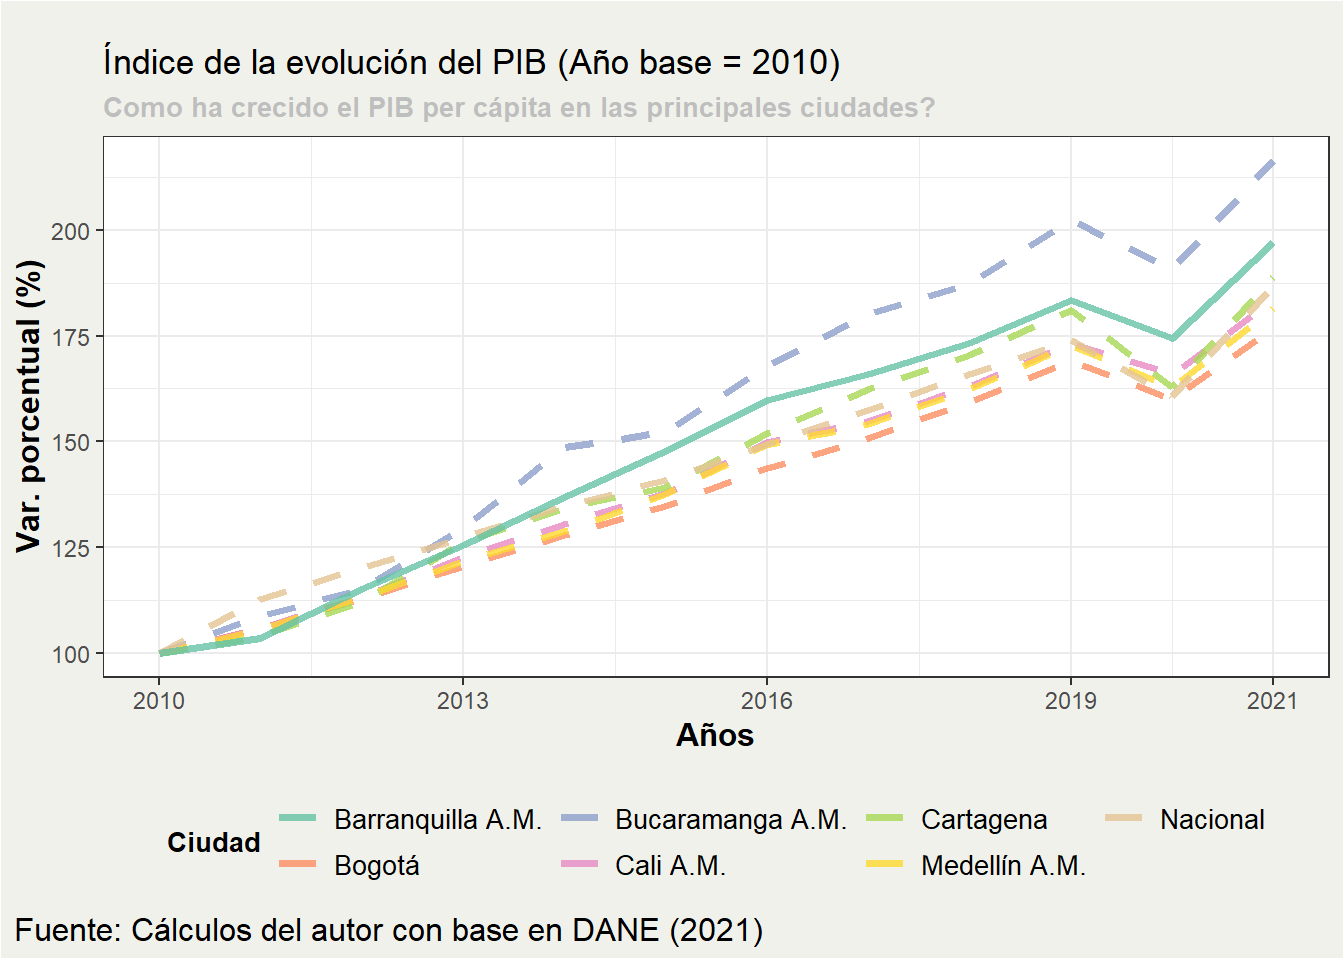 Índice de la evolución del PIB (Año base = 2010)
Como ha crecido el PIB per cápita en las principales ciudades?
Var. porcentual (%)
200
175
150
125
100
2010 2013 2016 2019 2021
Años
Ciudad
Barranquilla A.M. Bucaramanga A.M. Cartagena Nacional
Bogotá Cali A.M. Medellín A.M.
Fuente: Cálculos del autor con base en DANE (2021)